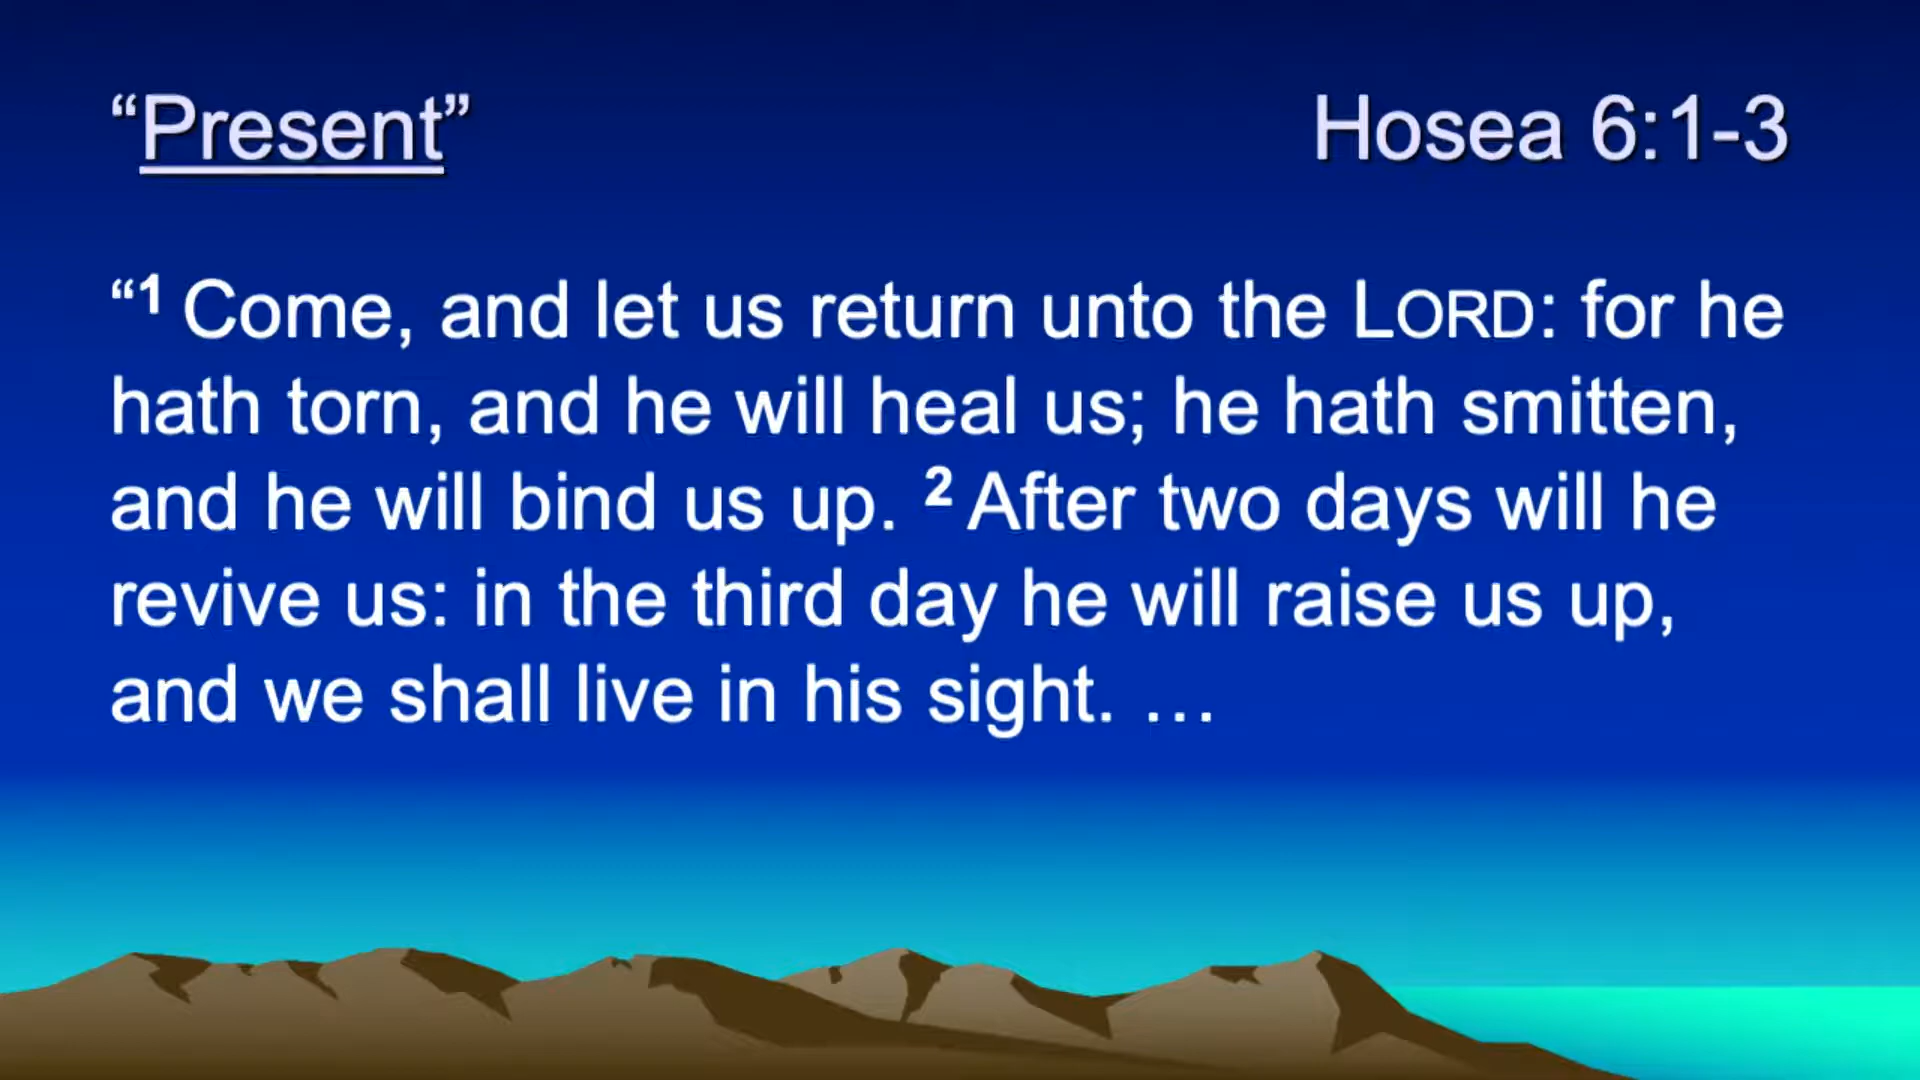 “Present” Hosea 6:1-3
“1 Come, and let us return unto the LORD: for he
hath torn, and he will heal us; he hath smitten,
and he will bind us up. 2 After two days will he
revive us: in the third day he will raise us up,
and we shall live in his sight. …